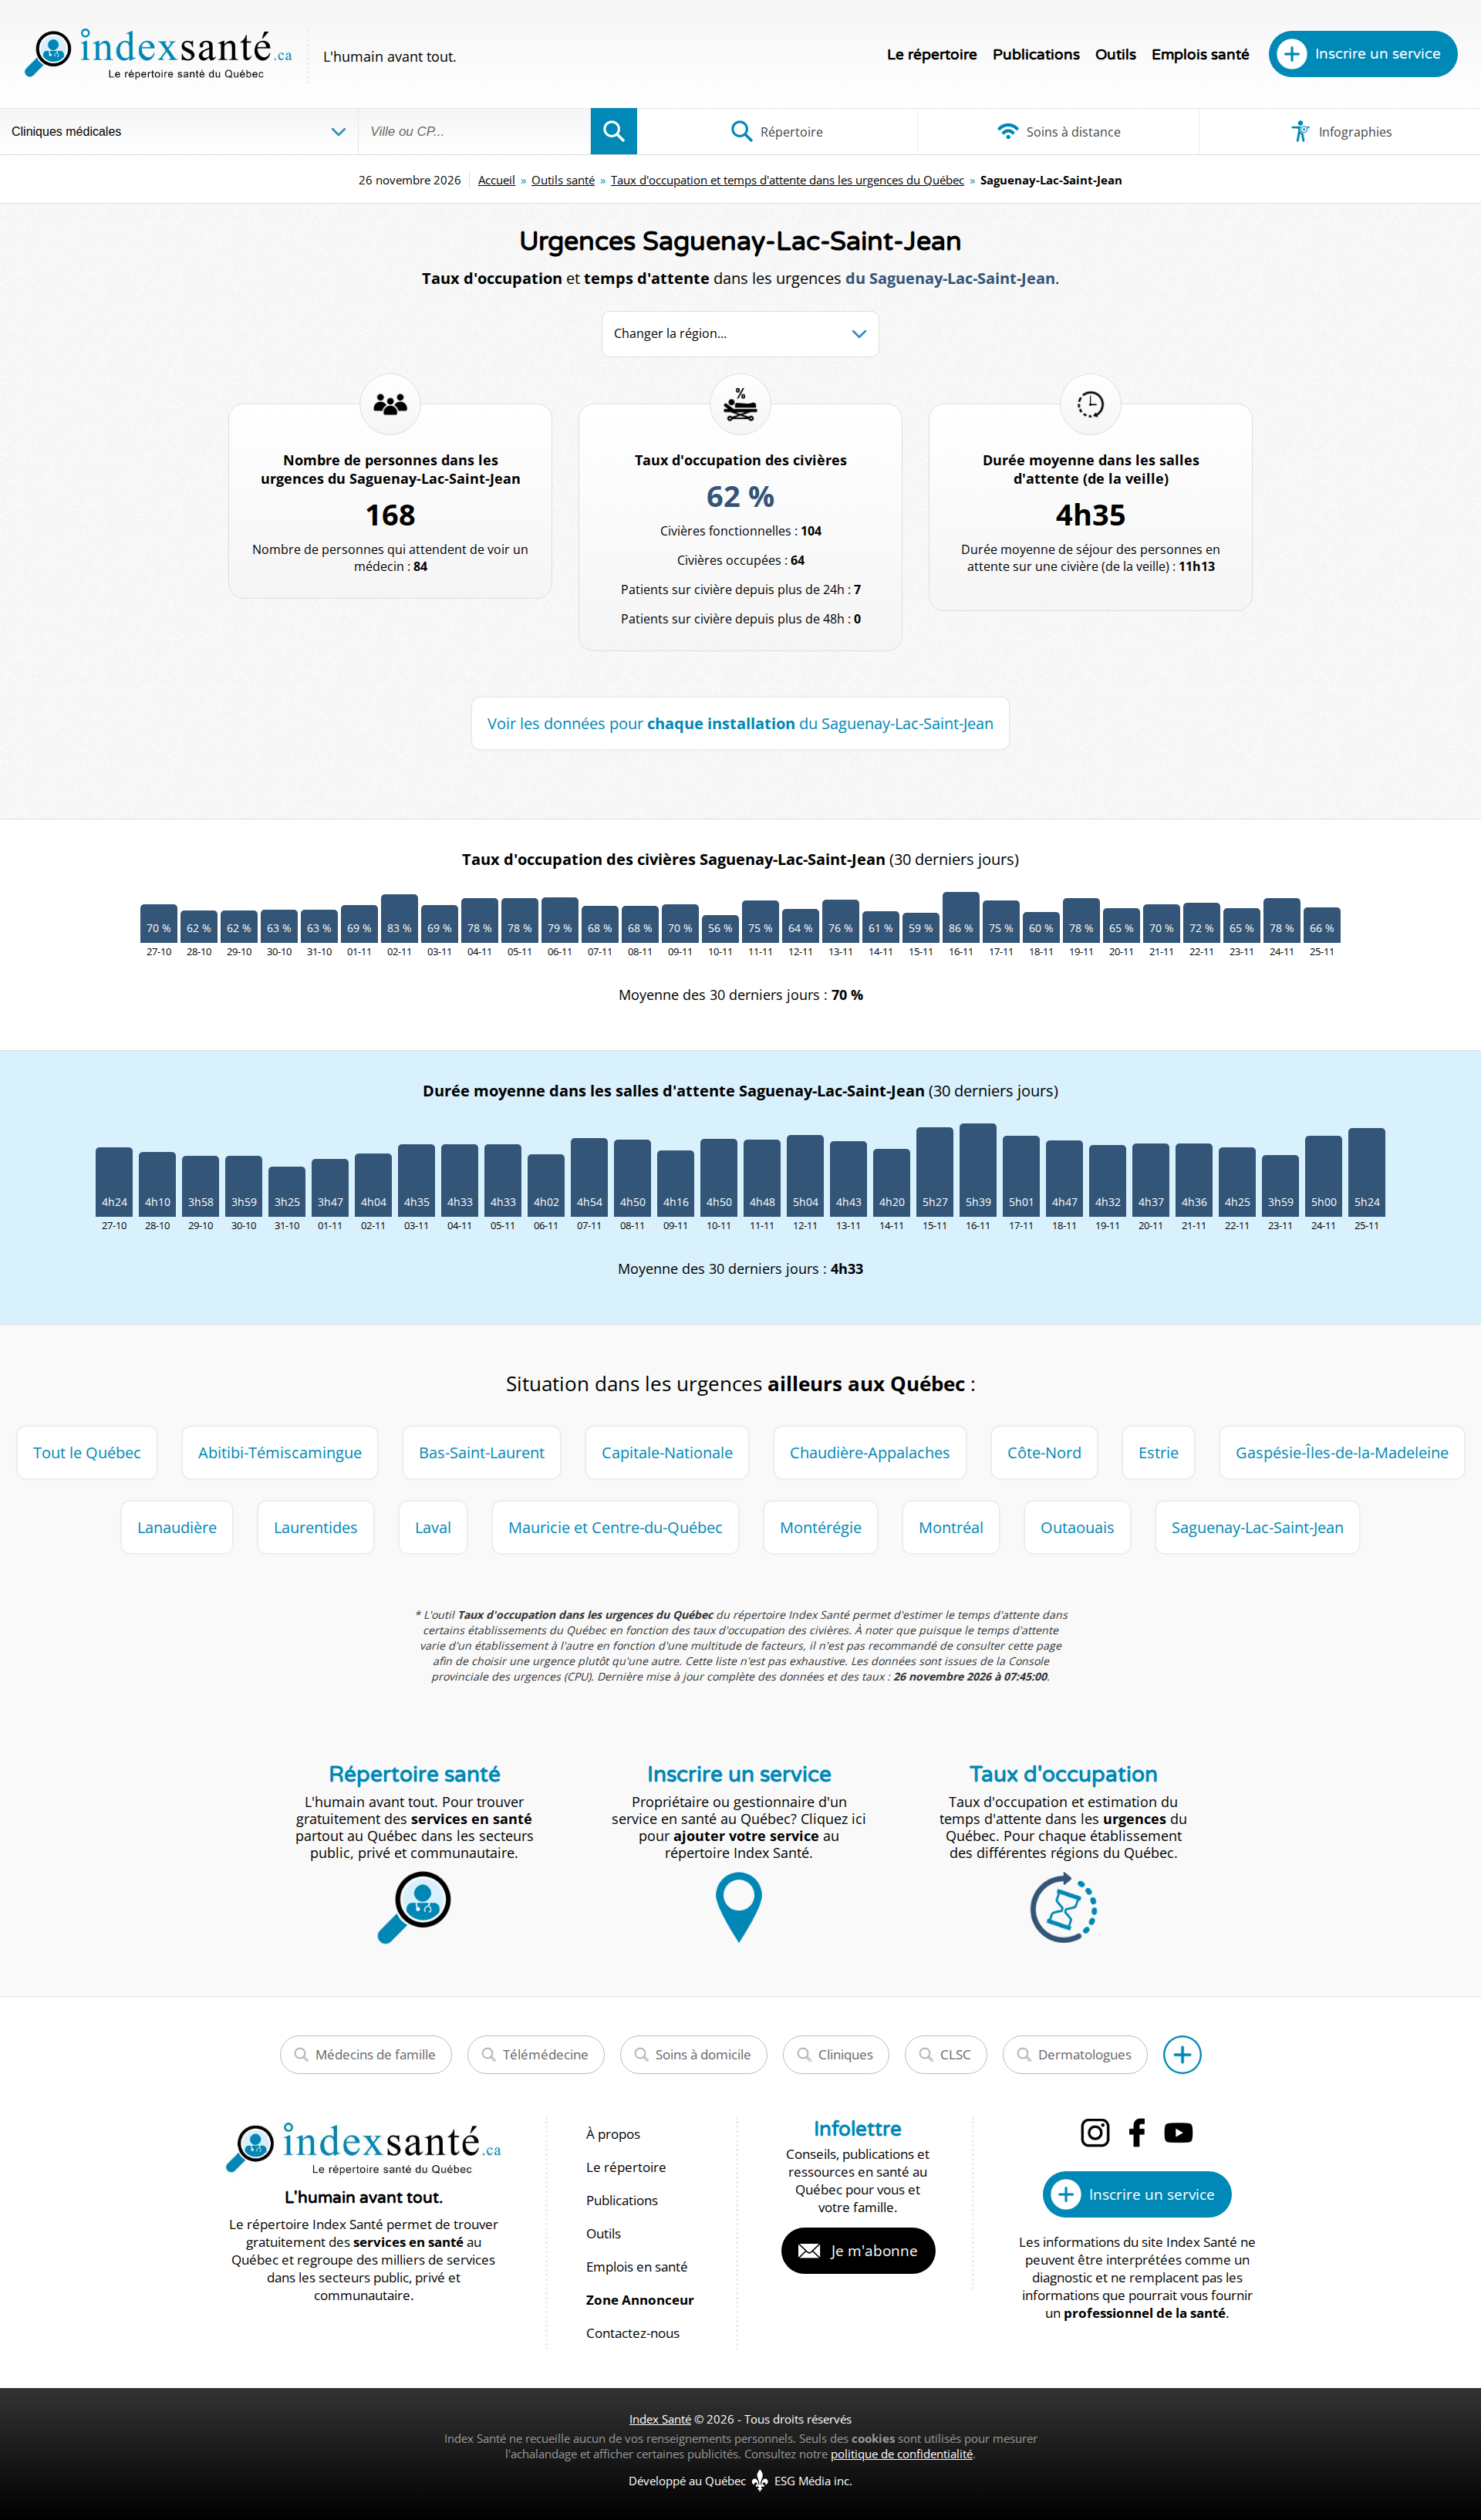 indexsanté.ca
Le répertoire santé du Québec
L'humain avant tout.
Le répertoire
Publications
Outils
Emplois santé
Inscrire un service
Cliniques médicales
Ville ou CP...
Répertoire
Soins à distance
Infographies
26 novembre 2026
Accueil » Outils santé » Taux d'occupation et temps d'attente dans les urgences du Québec » Saguenay-Lac-Saint-Jean
Urgences Saguenay-Lac-Saint-Jean
Taux d'occupation et temps d'attente dans les urgences du Saguenay-Lac-Saint-Jean.
Changer la région...
Nombre de personnes dans les
urgences du Saguenay-Lac-Saint-Jean
168
Nombre de personnes qui attendent de voir un
médecin : 84
%
Taux d'occupation des civières
62 %
Civières fonctionnelles : 104
Civières occupées : 64
Patients sur civière depuis plus de 24h : 7
Patients sur civière depuis plus de 48h : 0
Durée moyenne dans les salles
d'attente (de la veille)
4h35
Durée moyenne de séjour des personnes en
attente sur une civière (de la veille) : 11h13
Voir les données pour chaque installation du Saguenay-Lac-Saint-Jean
Taux d'occupation des civières Saguenay-Lac-Saint-Jean (30 derniers jours)
70 % 62 % 62 % 63 % 63 % 69 % 83 % 69 % 78 % 78 % 79 % 68 % 68 % 70 % 56 % 75 % 64 % 76 % 61 % 59 % 86 % 75 % 60 % 78 % 65 % 70 % 72 % 65 % 78 % 66 %
27-10 28-10 29-10 30-10 31-10 01-11 02-11 03-11 04-11 05-11 06-11 07-11 08-11 09-11 10-11 11-11 12-11 13-11 14-11 15-11 16-11 17-11 18-11 19-11 20-11 21-11 22-11 23-11 24-11 25-11
Moyenne des 30 derniers jours : 70 %
Durée moyenne dans les salles d'attente Saguenay-Lac-Saint-Jean (30 derniers jours)
4h24 4h10 3h58 3h59 3h25 3h47 4h04 4h35 4h33 4h33 4h02 4h54 4h50 4h16 4h50 4h48 5h04 4h43 4h20 5h27 5h39 5h01 4h47 4h32 4h37 4h36 4h25 3h59 5h00 5h24
27-10 28-10 29-10 30-10 31-10 01-11 02-11 03-11 04-11 05-11 06-11 07-11 08-11 09-11 10-11 11-11 12-11 13-11 14-11 15-11 16-11 17-11 18-11 19-11 20-11 21-11 22-11 23-11 24-11 25-11
Moyenne des 30 derniers jours : 4h33
Situation dans les urgences ailleurs aux Québec :
Tout le Québec
Abitibi-Témiscamingue
Bas-Saint-Laurent
Capitale-Nationale
Chaudière-Appalaches
Côte-Nord
Estrie
Gaspésie-Îles-de-la-Madeleine
Lanaudière
Laurentides
Laval
Mauricie et Centre-du-Québec
Montérégie
Montréal
Outaouais
Saguenay-Lac-Saint-Jean
* L'outil Taux d'occupation dans les urgences du Québec du répertoire Index Santé permet d'estimer le temps d'attente dans
certains établissements du Québec en fonction des taux d'occupation des civières. À noter que puisque le temps d'attente
varie d'un établissement à l'autre en fonction d'une multitude de facteurs, il n'est pas recommandé de consulter cette page
afin de choisir une urgence plutôt qu'une autre. Cette liste n'est pas exhaustive. Les données sont issues de la Console
provinciale des urgences (CPU). Dernière mise à jour complète des données et des taux : 26 novembre 2026 à 07:45:00.
Répertoire santé
L'humain avant tout. Pour trouver
gratuitement des services en santé
partout au Québec dans les secteurs
public, privé et communautaire.
Inscrire un service
Propriétaire ou gestionnaire d'un
service en santé au Québec? Cliquez ici
pour ajouter votre service au
répertoire Index Santé.
Taux d'occupation
Taux d'occupation et estimation du
temps d'attente dans les urgences du
Québec. Pour chaque établissement
des différentes régions du Québec.
Médecins de famille
Télémédecine
Soins à domicile
Cliniques
CLSC
Dermatologues
indexsanté.ca
Le répertoire santé du Québec
L'humain avant tout.
Le répertoire Index Santé permet de trouver
gratuitement des services en santé au
Québec et regroupe des milliers de services
dans les secteurs public, privé et
communautaire.
À propos
Le répertoire
Publications
Outils
Emplois en santé
Zone Annonceur
Contactez-nous
Infolettre
Conseils, publications et
ressources en santé au
Québec pour vous et
votre famille.
Je m'abonne
Inscrire un service
Les informations du site Index Santé ne
peuvent être interprétées comme un
diagnostic et ne remplacent pas les
informations que pourrait vous fournir
un professionnel de la santé.
Index Santé © 2026 - Tous droits réservés
Index Santé ne recueille aucun de vos renseignements personnels. Seuls des cookies sont utilisés pour mesurer
l'achalandage et afficher certaines publicités. Consultez notre politique de confidentialité.
Développé au Québec ESG Média inc.